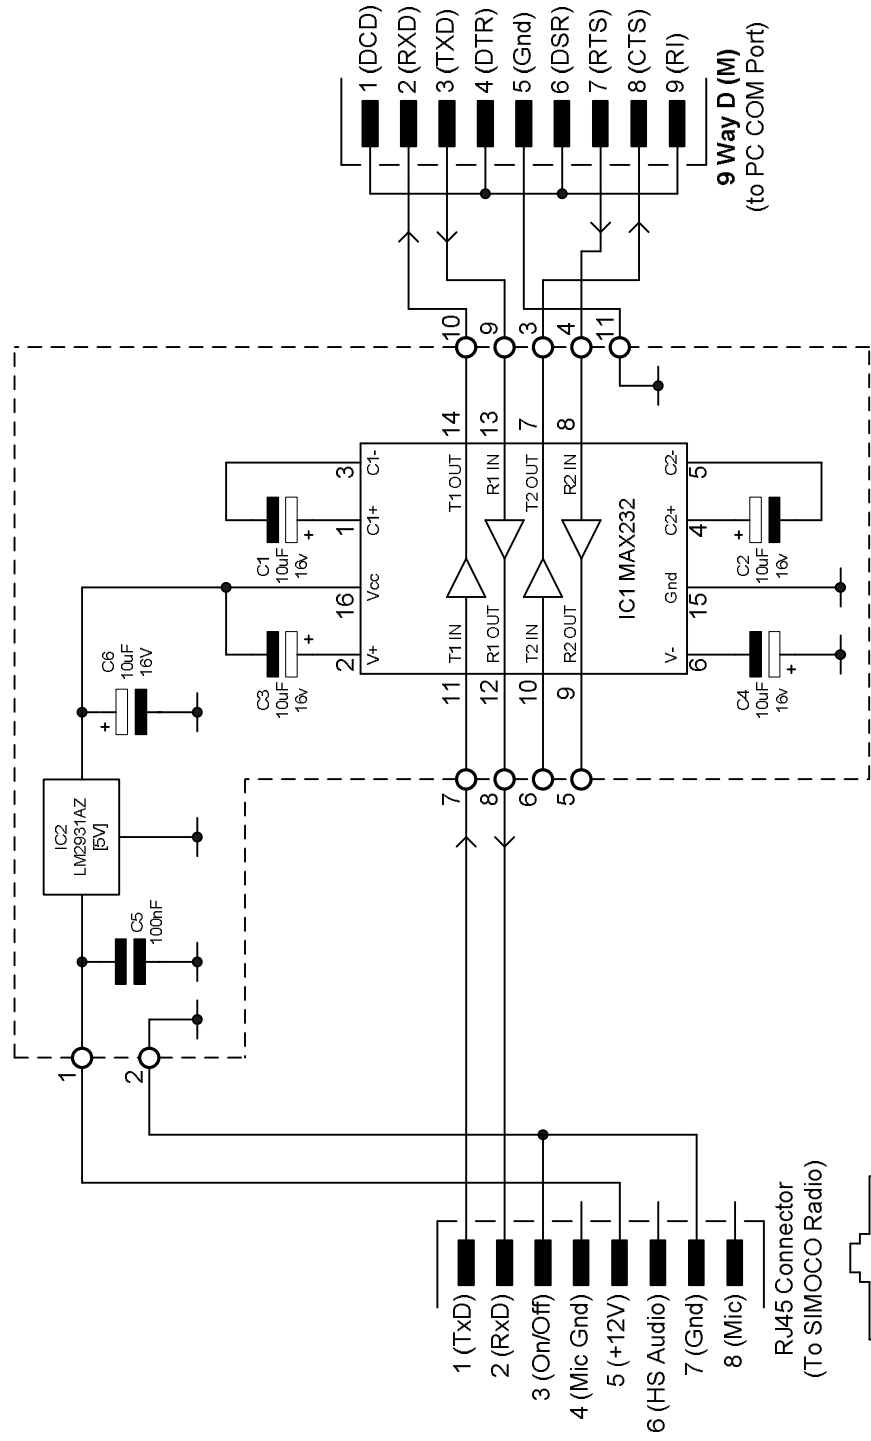 1 (DCD)
2 (RXD)
3 (TXD)
4 (DTR)
5 (Gnd)
6 (DSR)
7 (RTS)
8 (CTS)
9 (RI)
9 Way D (M)
(to PC COM Port)
10
9
3
4
11
14
13
7
8
T1 OUT
R1 IN
T2 OUT
R2 IN
3
C1-
1
C1+
16
Vcc
2
V+
C1
10uF
16v
+
C3
10uF
16v
+
C6
10uF
16V
+
IC2
LM2931AZ
[5V]
C5
100nF
IC1 MAX232
C2-
5
C2+
4
Gnd
15
V-
6
C2
10uF
16v
+
C4
10uF
16v
+
T1 IN
R1 OUT
T2 IN
R2 OUT
11
12
10
9
7
8
6
5
1
2
1 (TxD)
2 (RxD)
3 (On/Off)
4 (Mic Gnd)
5 (+12V)
6 (HS Audio)
7 (Gnd)
8 (Mic)
RJ45 Connector
(To SIMOCO Radio)